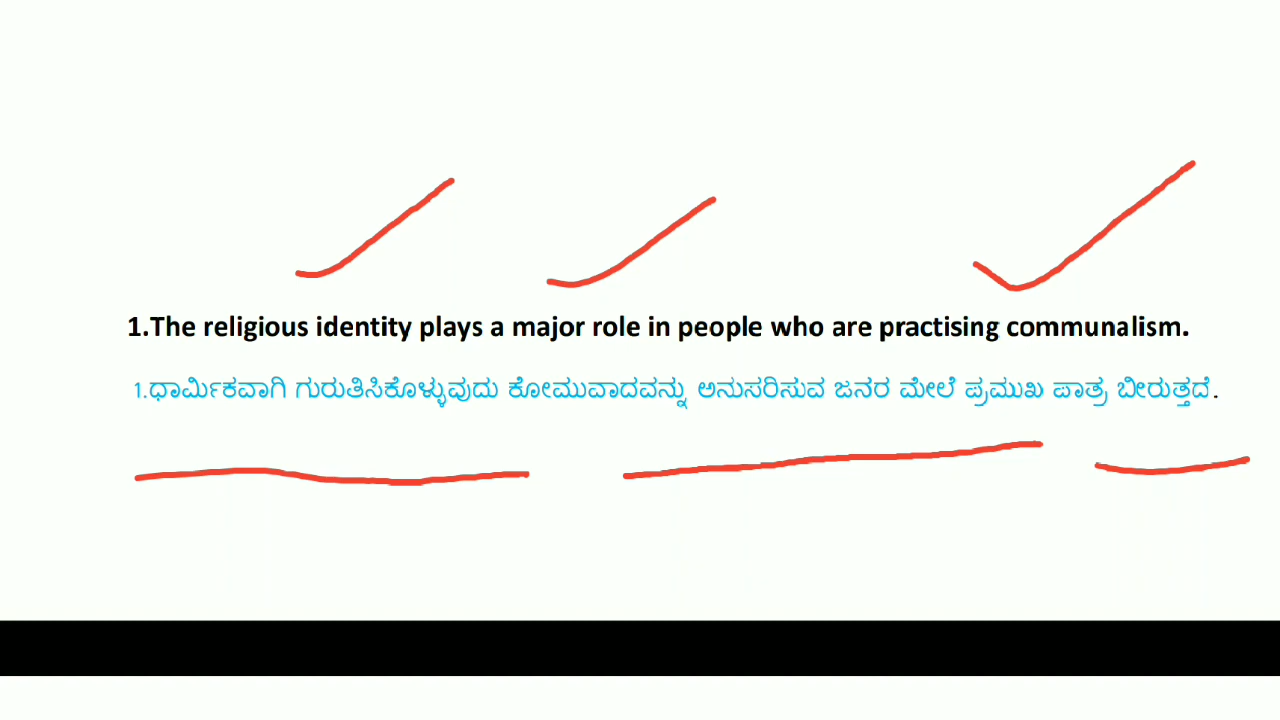 1.The religious identity plays a major role in people who are practising communalism.
1.ಧಾರ್ಮಿಕವಾಗಿ ಗುರುತಿಸಿಕೊಳ್ಳುವುದು ಕೋಮುವಾದವನ್ನು ಅನುಸರಿಸುವ ಜನರ ಮೇಲೆ ಪ್ರಮುಖ ಪಾತ್ರ ಬೀರುತ್ತದೆ.